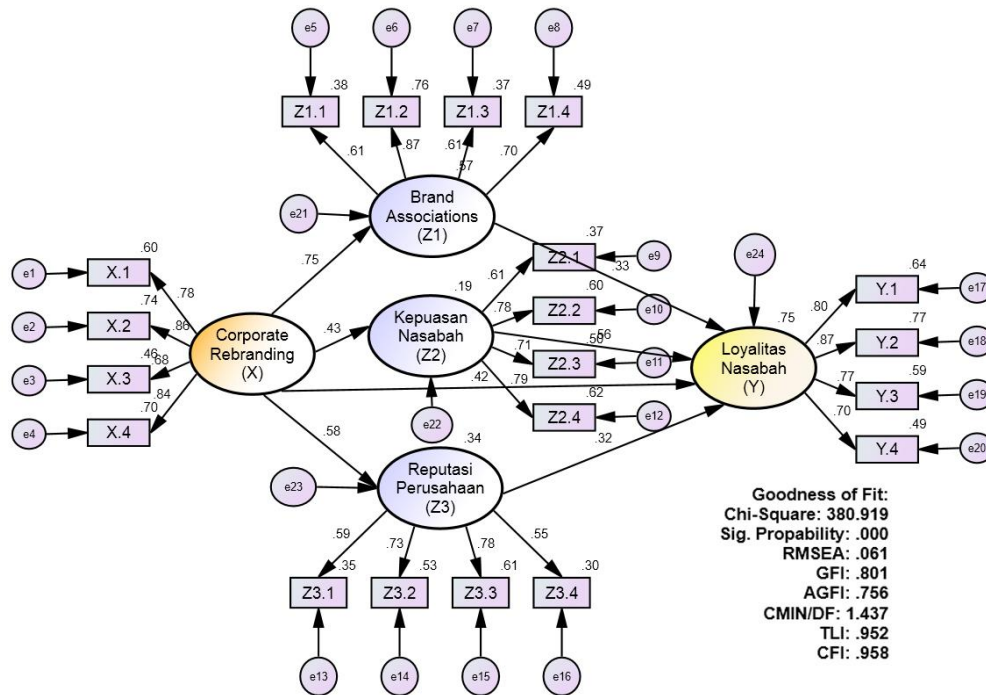 e5
e6
e7
e8
.38
.76
.37
.49
Z1.1
Z1.2
Z1.3
Z1.4
.61
.87
.61
.70
.57
Brand
Associations
(Z1)
e21
.75
.37
Z2.1
e9
.33
e24
.60
e1
X.1
.78
.74
e2
X.2
.86
.46
.68
e3
X.3
.84
.70
e4
X.4
Corporate
Rebranding
(X)
.43
.19
Kepuasan
Nasabah
(Z2)
.61
.78
.71
.79
.60
Z2.2
e10
.56
.50
Z2.3
e11
.42
.62
Z2.4
e12
e22
.75
Loyalitas
Nasabah
(Y)
.80
.87
.77
.70
.64
Y.1
e17
.77
Y.2
e18
.59
Y.3
e19
.49
Y.4
e20
.58
.34
.32
e23
Reputasi
Perusahaan
(Z3)
.59
.73
.78
.55
.35
.53
.61
.30
Z3.1
Z3.2
Z3.3
Z3.4
e13
e14
e15
e16
Goodness of Fit:
Chi-Square: 380.919
Sig. Propability: .000
RMSEA: .061
GFI: .801
AGFI: .756
CMIN/DF: 1.437
TLI: .952
CFI: .958